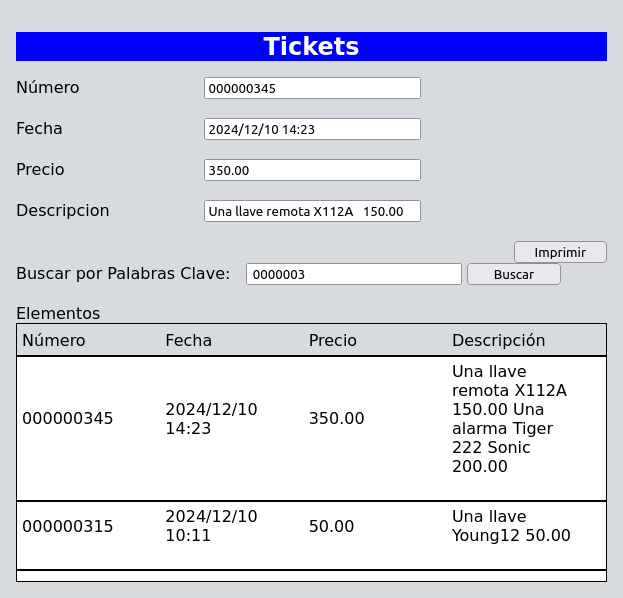 Tickets
Número 000000345
Fecha 2024/12/10 14:23
Precio 350.00
Descripcion Una llave remota X112A 150.00
Imprimir
Buscar por Palabras Clave: 0000003 Buscar
Elementos
Número Fecha Precio Descripción
000000345
2024/12/10
14:23
350.00
Una llave
remota X112A
150.00 Una
alarma Tiger
222 Sonic
200.00
000000315
2024/12/10
10:11
50.00
Una llave
Young12 50.00